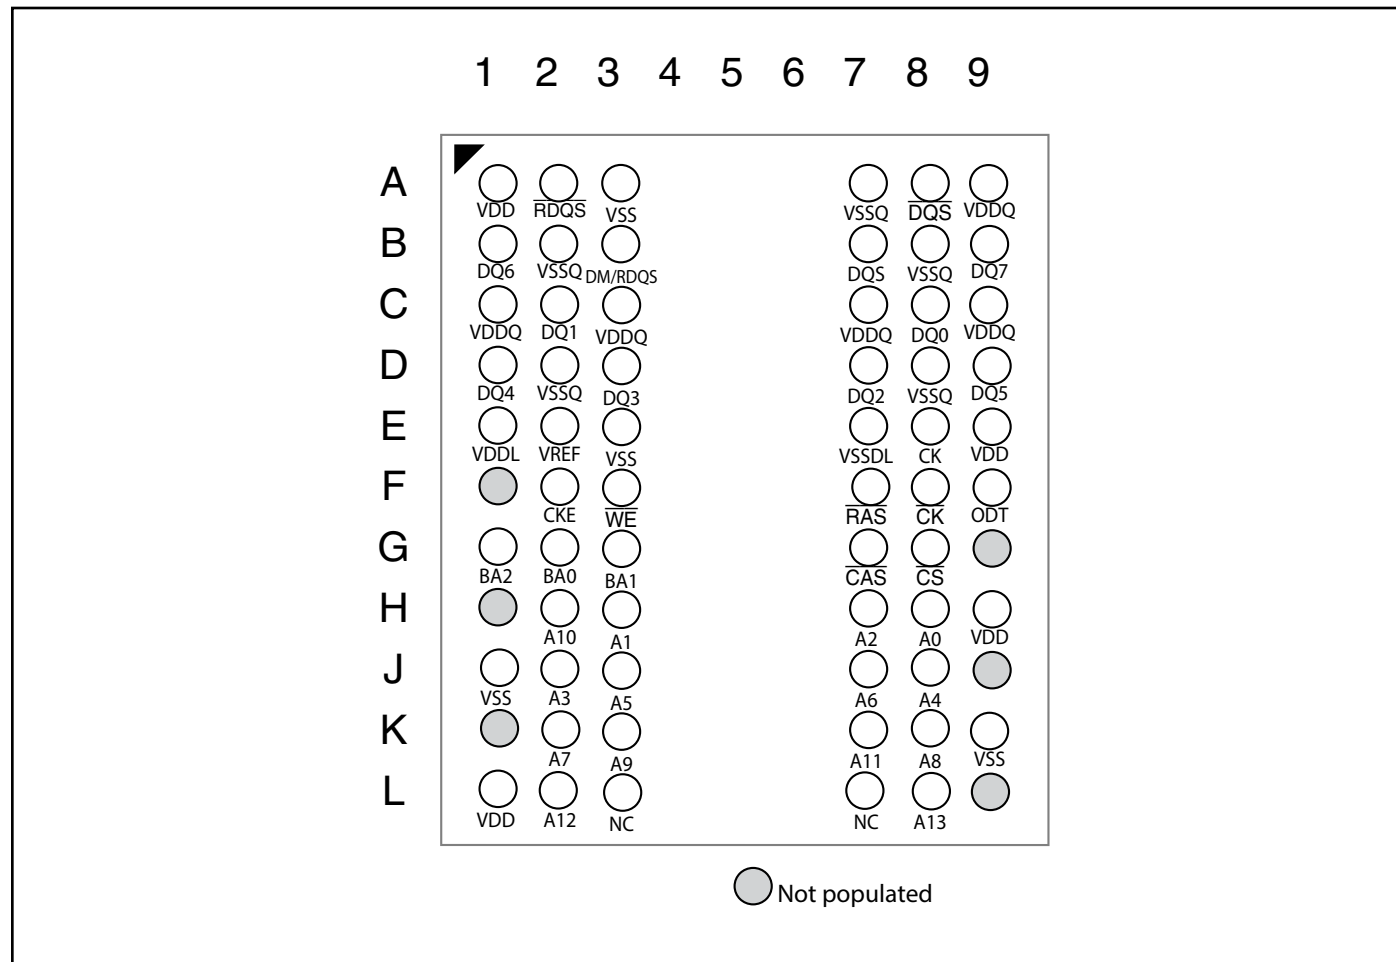 1 2 3 4 5 6 7 8 9
A
VDD RDQS VSS VSSQ DQS VDDQ
B
DQ6 VSSQ DM/RDQS DQS VSSQ DQ7
C
VDDQ DQ1 VDDQ VDDQ DQ0 VDDQ
D
DQ4 VSSQ DQ3 DQ2 VSSQ DQ5
E
VDDL VREF VSS VSSDL CK VDD
F
CKE WE RAS CK ODT
G
BA2 BA0 BA1 CAS CS
H
A10 A1 A2 A0 VDD
J
VSS A3 A5 A6 A4
K
A7 A9 A11 A8 VSS
L
VDD A12 NC NC A13
Not populated